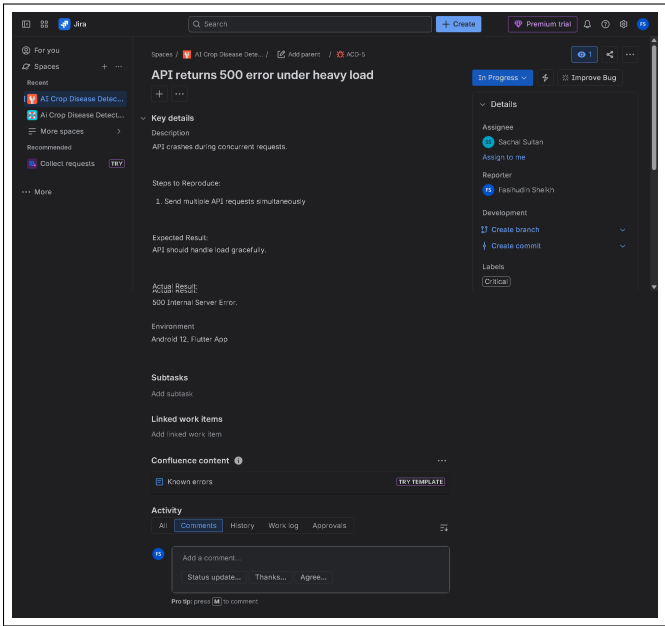 Jira
Search
+ Create
Premium trial
FS
For you
Spaces
Recent
AI Crop Disease Detec...
Ai Crop Disease Detect...
More spaces
Recommended
Collect requests TRY
More
Spaces / AI Crop Disease Dete... / Add parent / ACD-5
API returns 500 error under heavy load
Key details
Description
API crashes during concurrent requests.
Steps to Reproduce:
1. Send multiple API requests simultaneously
Expected Result:
API should handle load gracefully.
Actual Result:
Actual Result:
500 Internal Server Error.
Environment
Android 12, Flutter App
Subtasks
Add subtask
Linked work items
Add linked work item
Confluence content
Known errors TRY TEMPLATE
Activity
All Comments History Work log Approvals
FS
Add a comment...
Status update... Thanks... Agree...
Pro tip: press M to comment
1
In Progress Improve Bug
Details
Assignee
SS Sachal Sultan
Assign to me
Reporter
FS Fasihudin Sheikh
Development
Create branch
Create commit
Labels
Critical